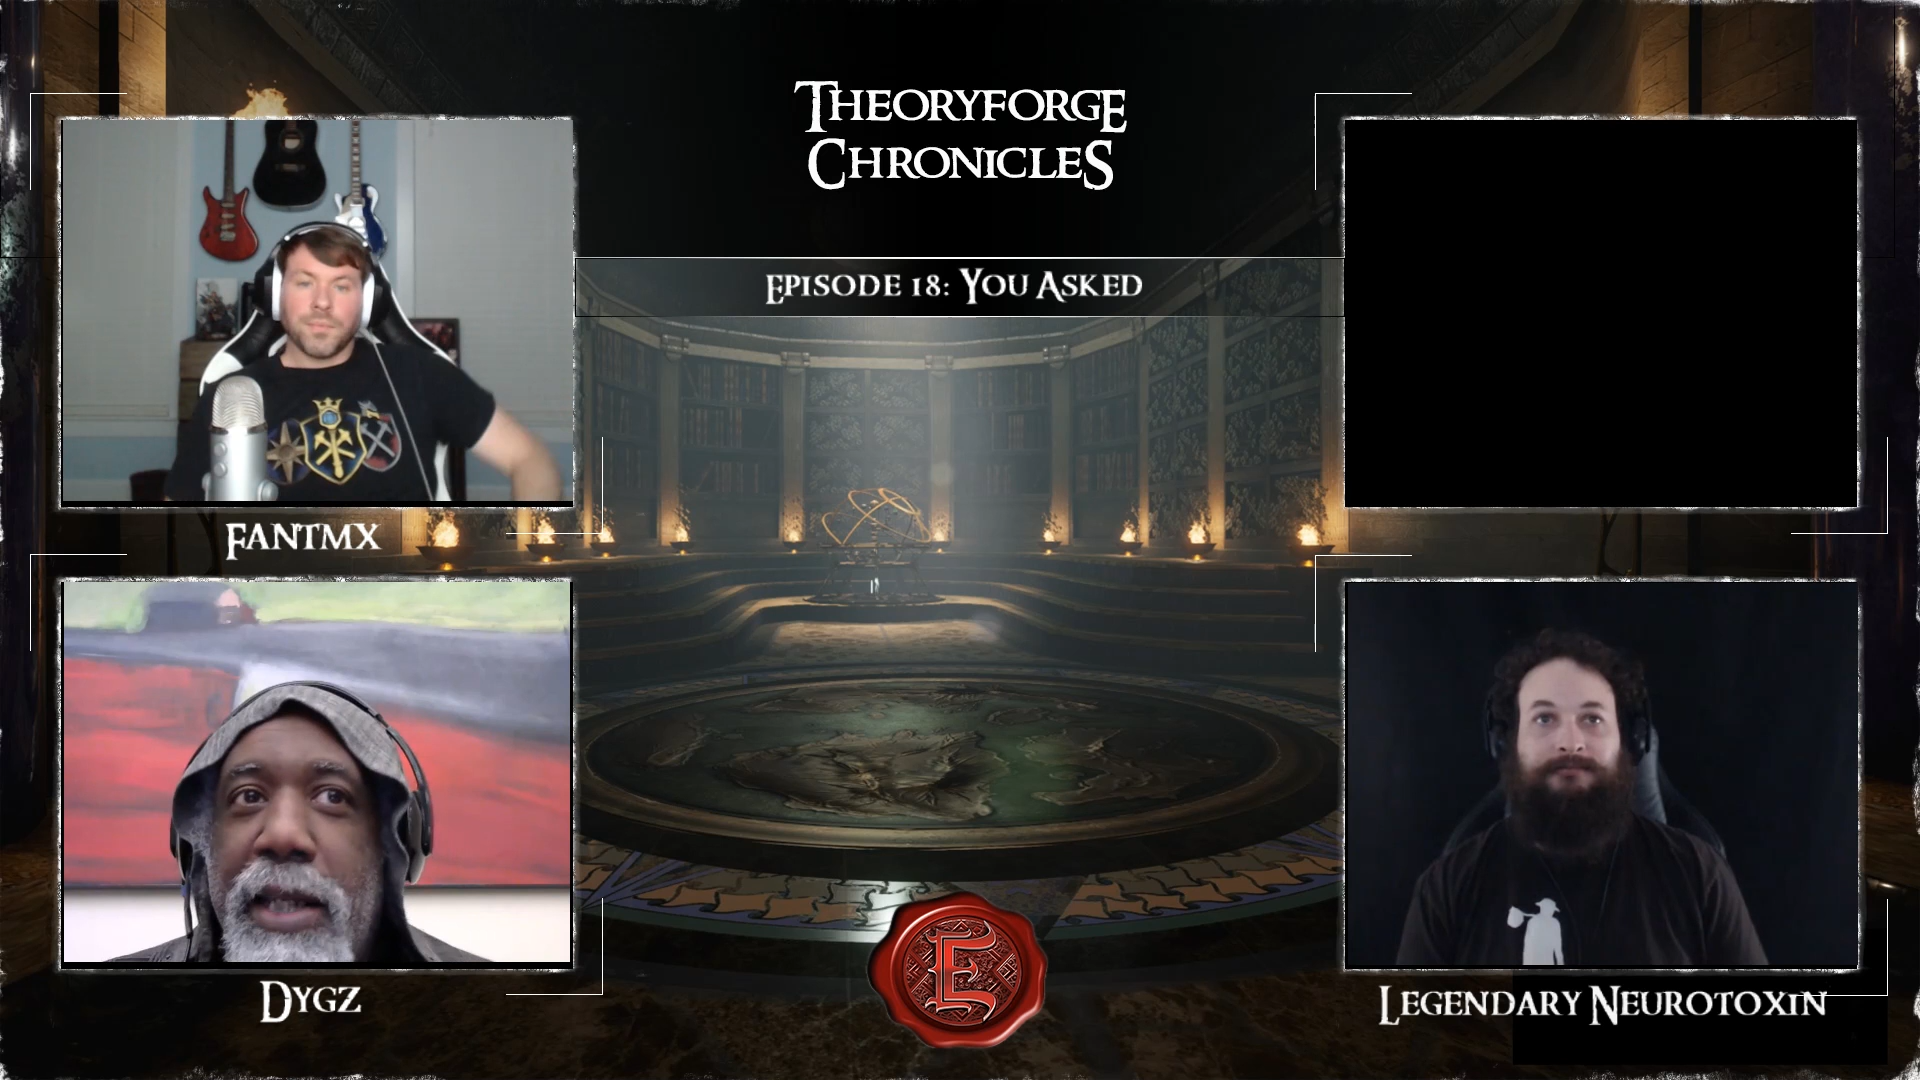 Theoryforge
Chronicles
Episode 18: You Asked
Fantmx
Dygz
Legendary Neurotoxin
E